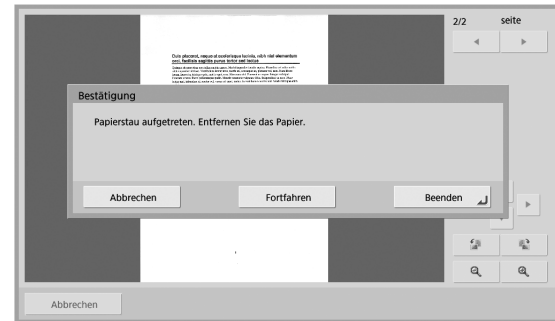 2/2 seite
Duis placerat, neque at scelerisque lacinia, nibh nisl elementum
orci, facilisis sagittis purus tortor sed lectus
Bestätigung
Papierstau aufgetreten. Entfernen Sie das Papier.
Abbrechen Fortfahren Beenden
Abbrechen